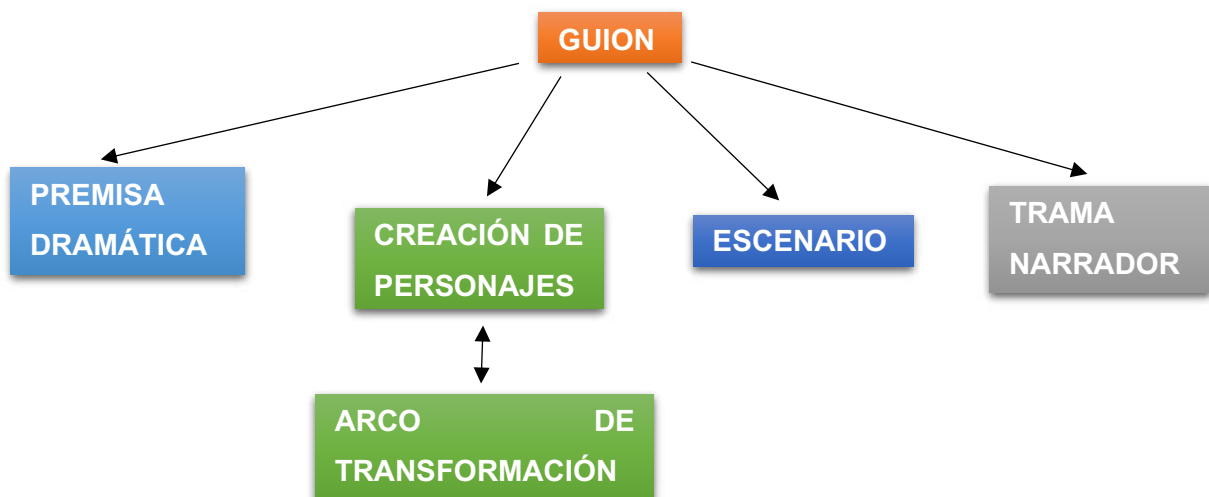 GUION
PREMISA
DRAMÁTICA
CREACIÓN DE
PERSONAJES
ESCENARIO
TRAMA
NARRADOR
ARCO DE
TRANSFORMACIÓN